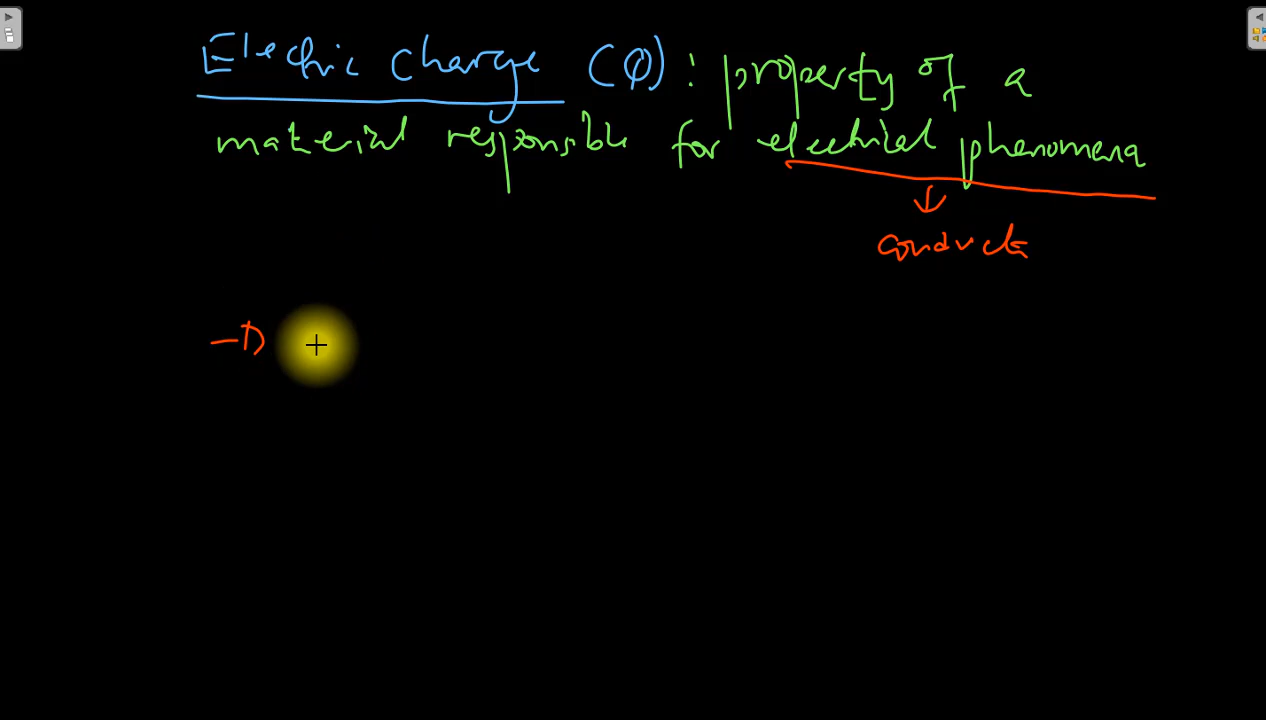 Electric charge (Q) : property of a
material responsible for electrical phenomena
conducts